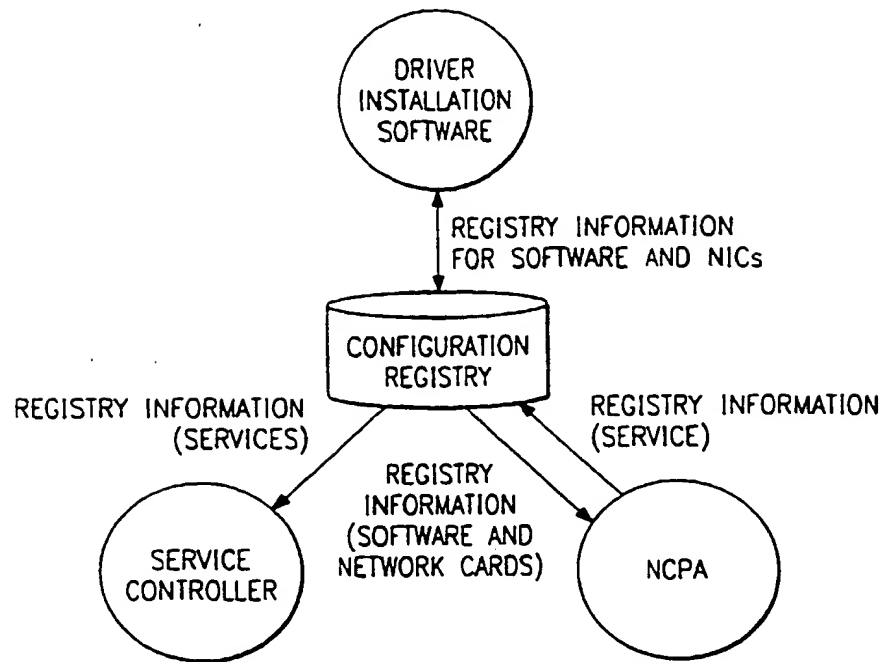 DRIVER
INSTALLATION
SOFTWARE
REGISTRY INFORMATION
FOR SOFTWARE AND NICs
CONFIGURATION
REGISTRY
REGISTRY INFORMATION
(SERVICES)
REGISTRY INFORMATION
(SERVICE)
REGISTRY
INFORMATION
(SOFTWARE AND
NETWORK CARDS)
SERVICE
CONTROLLER
NCPA